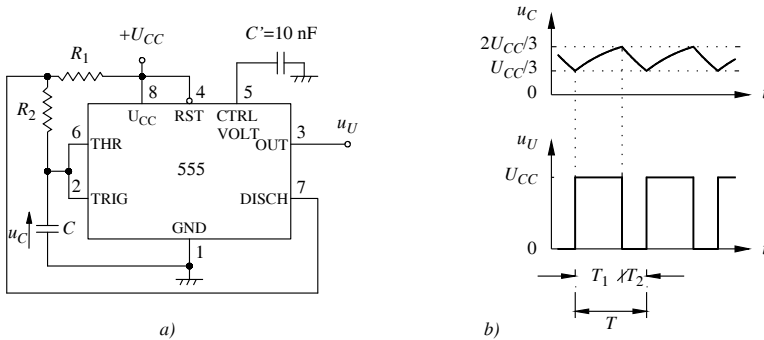 +U_CC
C'=10 nF
R_1
8
4
5
R_2
U_CC
RST
CTRL
VOLT
u_U
6
THR
OUT
3
555
2
TRIG
DISCH
7
u_C
C
GND
1
a)
u_C
2U_CC/3
U_CC/3
0
t
u_U
U_CC
0
t
T_1
T_2
T
b)